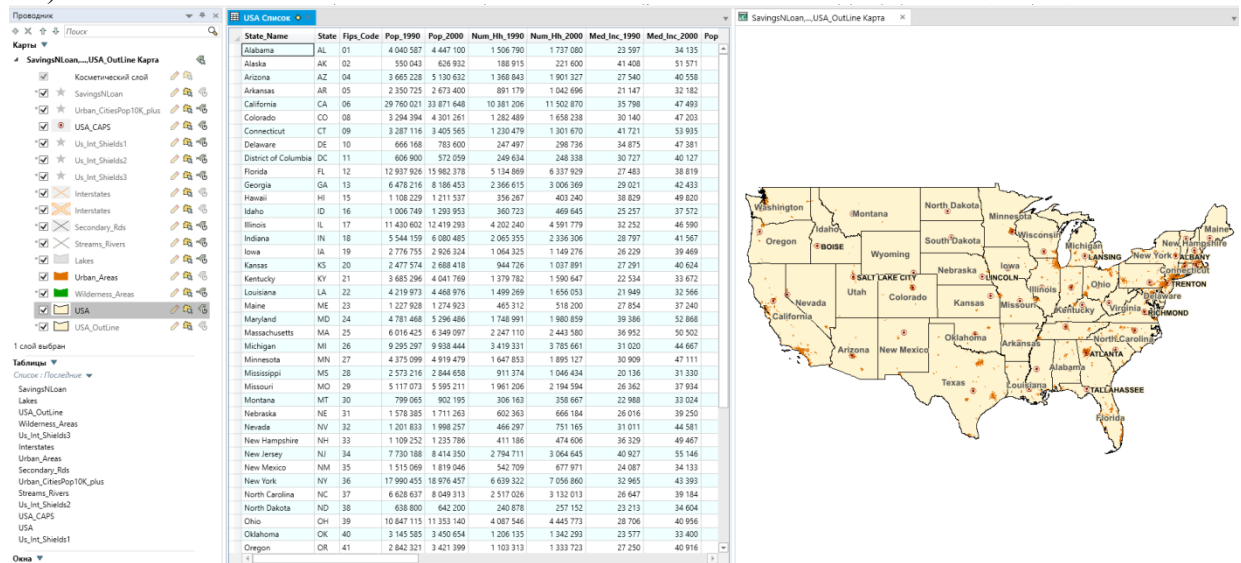 Проводник
Поиск
Карты
SavingsNLoan,...,USA_OutLine Карта
Косметический слой
SavingsNLoan
Urban_CitiesPop10K_plus
USA_CAPS
Us_Int_Shields1
Us_Int_Shields2
Us_Int_Shields3
Interstates
Interstates
Secondary_Rds
Streams_Rivers
Lakes
Urban_Areas
Wilderness_Areas
USA
USA_OutLine
1 слой выбран
Таблицы
Список : Последние
SavingsNLoan
Lakes
USA_OutLine
Wilderness_Areas
Us_Int_Shields3
Interstates
Urban_Areas
Secondary_Rds
Urban_CitiesPop10K_plus
Streams_Rivers
Us_Int_Shields2
USA_CAPS
USA
Us_Int_Shields1
Окна
USA Список
State_Name State Fips_Code Pop_1990 Pop_2000 Num_Hh_1990 Num_Hh_2000 Med_Inc_1990 Med_Inc_2000 Pop
Alabama AL 01 4 040 587 4 447 100 1 506 790 1 737 080 23 597 34 135
Alaska AK 02 550 043 626 932 188 915 221 600 41 408 51 571
Arizona AZ 04 3 665 228 5 130 632 1 368 843 1 901 327 27 540 40 558
Arkansas AR 05 2 350 725 2 673 400 891 179 1 042 696 21 147 32 182
California CA 06 29 760 021 33 871 648 10 381 206 11 502 870 35 798 47 493
Colorado CO 08 3 294 394 4 301 261 1 282 489 1 658 238 30 140 47 203
Connecticut CT 09 3 287 116 3 405 565 1 230 479 1 301 670 41 721 53 935
Delaware DE 10 666 168 783 600 247 497 298 736 34 875 47 381
District of Columbia DC 11 606 900 572 059 249 634 248 338 30 727 40 127
Florida FL 12 12 937 926 15 982 378 5 134 869 6 337 929 27 483 38 819
Georgia GA 13 6 478 216 8 186 453 2 366 615 3 006 369 29 021 42 433
Hawaii HI 15 1 108 229 1 211 537 356 267 403 240 38 829 49 820
Idaho ID 16 1 006 749 1 293 953 360 723 469 645 25 257 37 572
Illinois IL 17 11 430 602 12 419 293 4 202 240 4 591 779 32 252 46 590
Indiana IN 18 5 544 159 6 080 485 2 065 355 2 336 306 28 797 41 567
Iowa IA 19 2 776 755 2 926 324 1 064 325 1 149 276 26 229 39 469
Kansas KS 20 2 477 574 2 688 418 944 726 1 037 891 27 291 40 624
Kentucky KY 21 3 685 296 4 041 769 1 379 782 1 590 647 22 534 33 672
Louisiana LA 22 4 219 973 4 468 976 1 499 269 1 656 053 21 949 32 566
Maine ME 23 1 227 928 1 274 923 465 312 518 200 27 854 37 240
Maryland MD 24 4 781 468 5 296 486 1 748 991 1 980 859 39 386 52 868
Massachusetts MA 25 6 016 425 6 349 097 2 247 110 2 443 580 36 952 50 502
Michigan MI 26 9 295 297 9 938 444 3 419 331 3 785 661 31 020 44 667
Minnesota MN 27 4 375 099 4 919 479 1 647 853 1 895 127 30 909 47 111
Mississippi MS 28 2 573 216 2 844 658 911 374 1 046 434 20 136 31 330
Missouri MO 29 5 117 073 5 595 211 1 961 206 2 194 594 26 362 37 934
Montana MT 30 799 065 902 195 306 163 358 667 22 988 33 024
Nebraska NE 31 1 578 385 1 711 263 602 363 666 184 26 016 39 250
Nevada NV 32 1 201 833 1 998 257 466 297 751 165 31 011 44 581
New Hampshire NH 33 1 109 252 1 235 786 411 186 474 606 36 329 49 467
New Jersey NJ 34 7 730 188 8 414 350 2 794 711 3 064 645 40 927 55 146
New Mexico NM 35 1 515 069 1 819 046 542 709 677 971 24 087 34 133
New York NY 36 17 990 455 18 976 457 6 639 322 7 056 860 32 965 43 393
North Carolina NC 37 6 628 637 8 049 313 2 517 026 3 132 013 26 647 39 184
North Dakota ND 38 638 800 642 200 240 878 257 152 23 213 34 604
Ohio OH 39 10 847 115 11 353 140 4 087 546 4 445 773 28 706 40 956
Oklahoma OK 40 3 145 585 3 450 654 1 206 135 1 342 293 23 577 33 400
Oregon OR 41 2 842 321 3 421 399 1 103 313 1 333 723 27 250 40 916
SavingsNLoan,...,USA_OutLine Карта
Washington
Montana
North Dakota
Minnesota
Maine
Oregon
Idaho
BOISE
Wyoming
South Dakota
Wisconsin
Michigan
LANSING
New Hampshire
New York
ALBANY
Connecticut
SALT LAKE CITY
Nebraska
LINCOLN
Iowa
Illinois
Ohio
TRENTON
Delaware
Nevada
Utah
Colorado
Kansas
Missouri
Kentucky
Virginia
RICHMOND
California
Arizona
New Mexico
Oklahoma
Arkansas
North Carolina
ATLANTA
Alabama
Texas
Louisiana
TALLAHASSEE
Florida